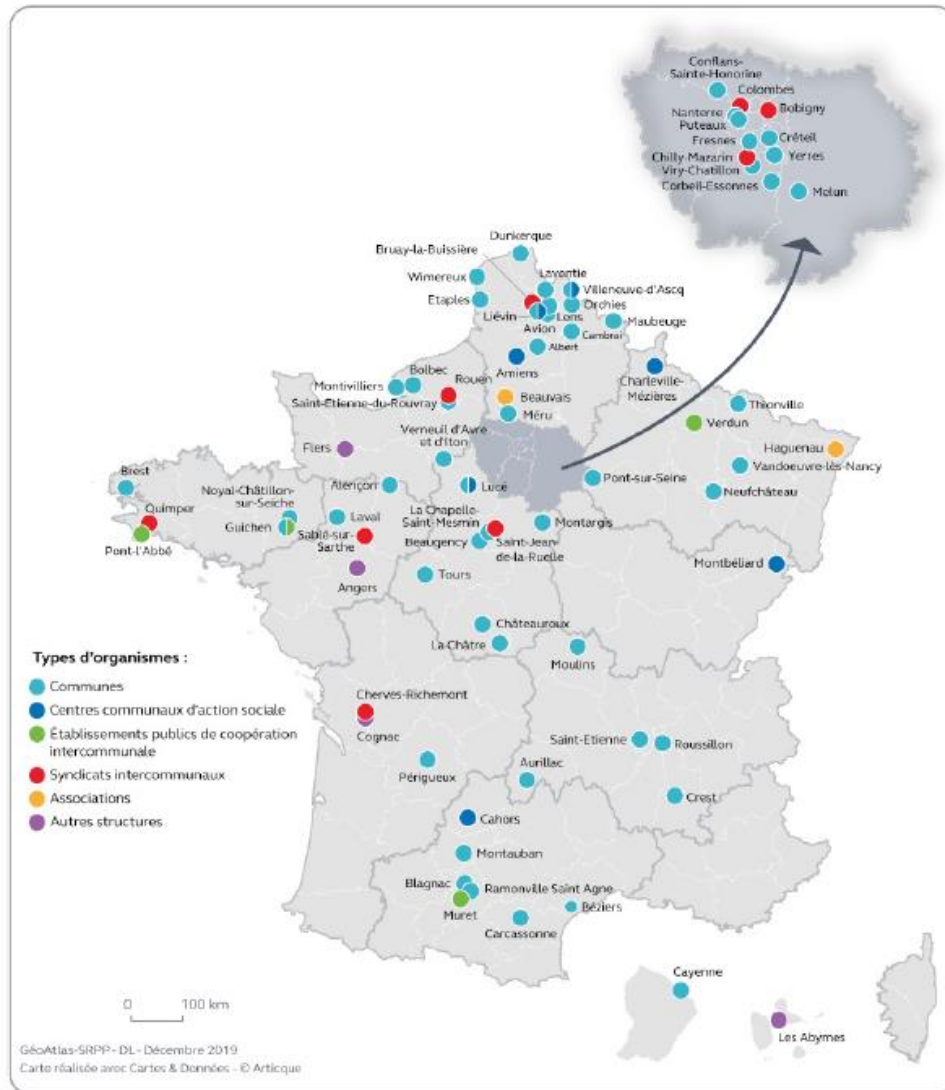 Conflans-
Sainte-Honorine
Colombes
Bobigny
Nanterre
Puteaux
Créteil
Fresnes
Yerres
Chilly-Mazarin
Viry-Chatillon
Corbeil-Essonnes
Melun
Dunkerque
Bruay-la-Buissière
Wimereux
Laventie
Villeneuve-d'Ascq
Etaples
Orchies
Liévin
Lens
Maubeuge
Avion
Cambrai
Albert
Amiens
Charleville-
Mézières
Bolbec
Rouen
Montivilliers
Beauvais
Saint-Etienne-du-Rouvray
Méru
Thionville
Verdun
Verneuil d'Avre
et d'Iton
Flers
Haguenau
Vandoeuvre-lès-Nancy
Brest
Alençon
Lucé
Pont-sur-Seine
Neufchâteau
Noyal-Châtillon-
sur-Seiche
Quimper
Laval
La Chapelle-
Saint-Mesmin
Montargis
Guichen
Sablé-sur-
Sarthe
Beaugency
Saint-Jean-
de-la-Ruelle
Pont-l'Abbé
Montbéliard
Angers
Tours
Châteauroux
La Châtre
Moulins
Types d'organismes :
Communes
Centres communaux d'action sociale
Établissements publics de coopération
intercommunale
Syndicats intercommunaux
Associations
Autres structures
Cherves-Richemont
Cognac
Saint-Etienne
Roussillon
Périgueux
Aurillac
Crest
Cahors
Montauban
Blagnac
Ramonville Saint Agne
Muret
Béziers
Carcassonne
Cayenne
Les Abymes
0 100 km
GéoAtlas-SRPP - DL - Décembre 2019
Carte réalisée avec Cartes & Données - © Articque